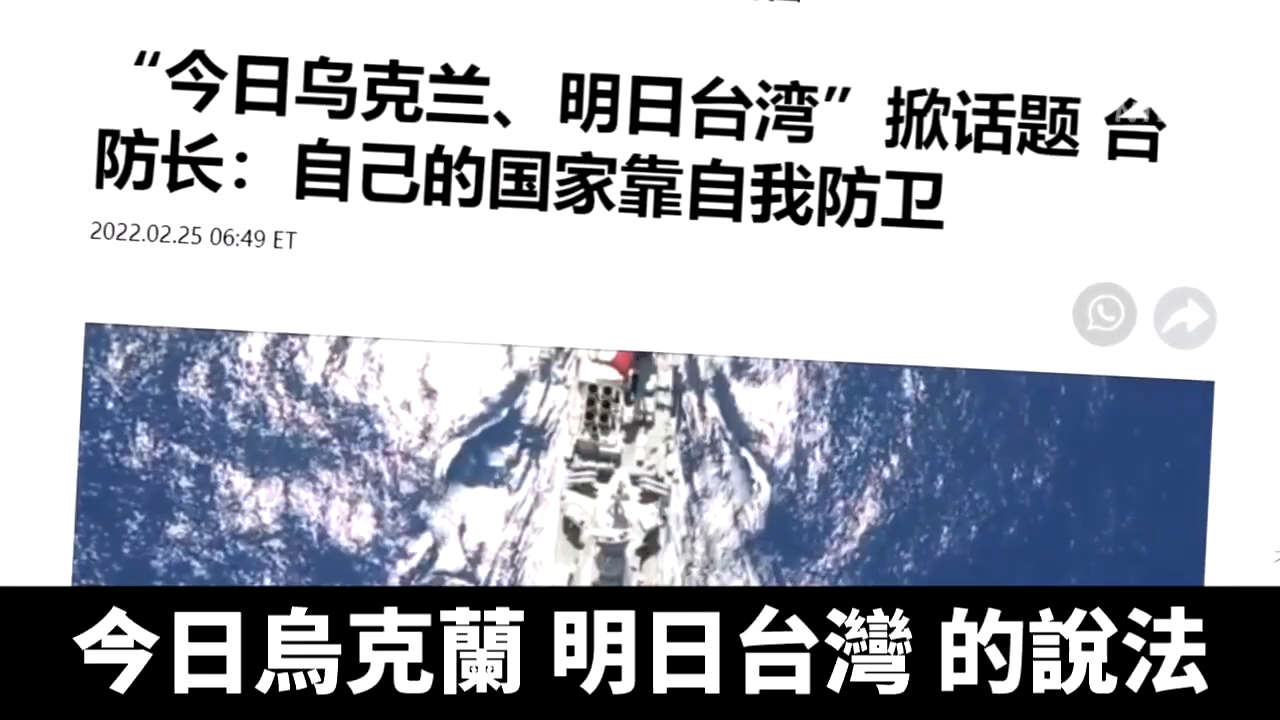 “今日乌克兰、明日台湾”掀话题 台
防长：自己的国家靠自我防卫
2022.02.25 06:49 ET
今日烏克蘭 明日台灣 的說法